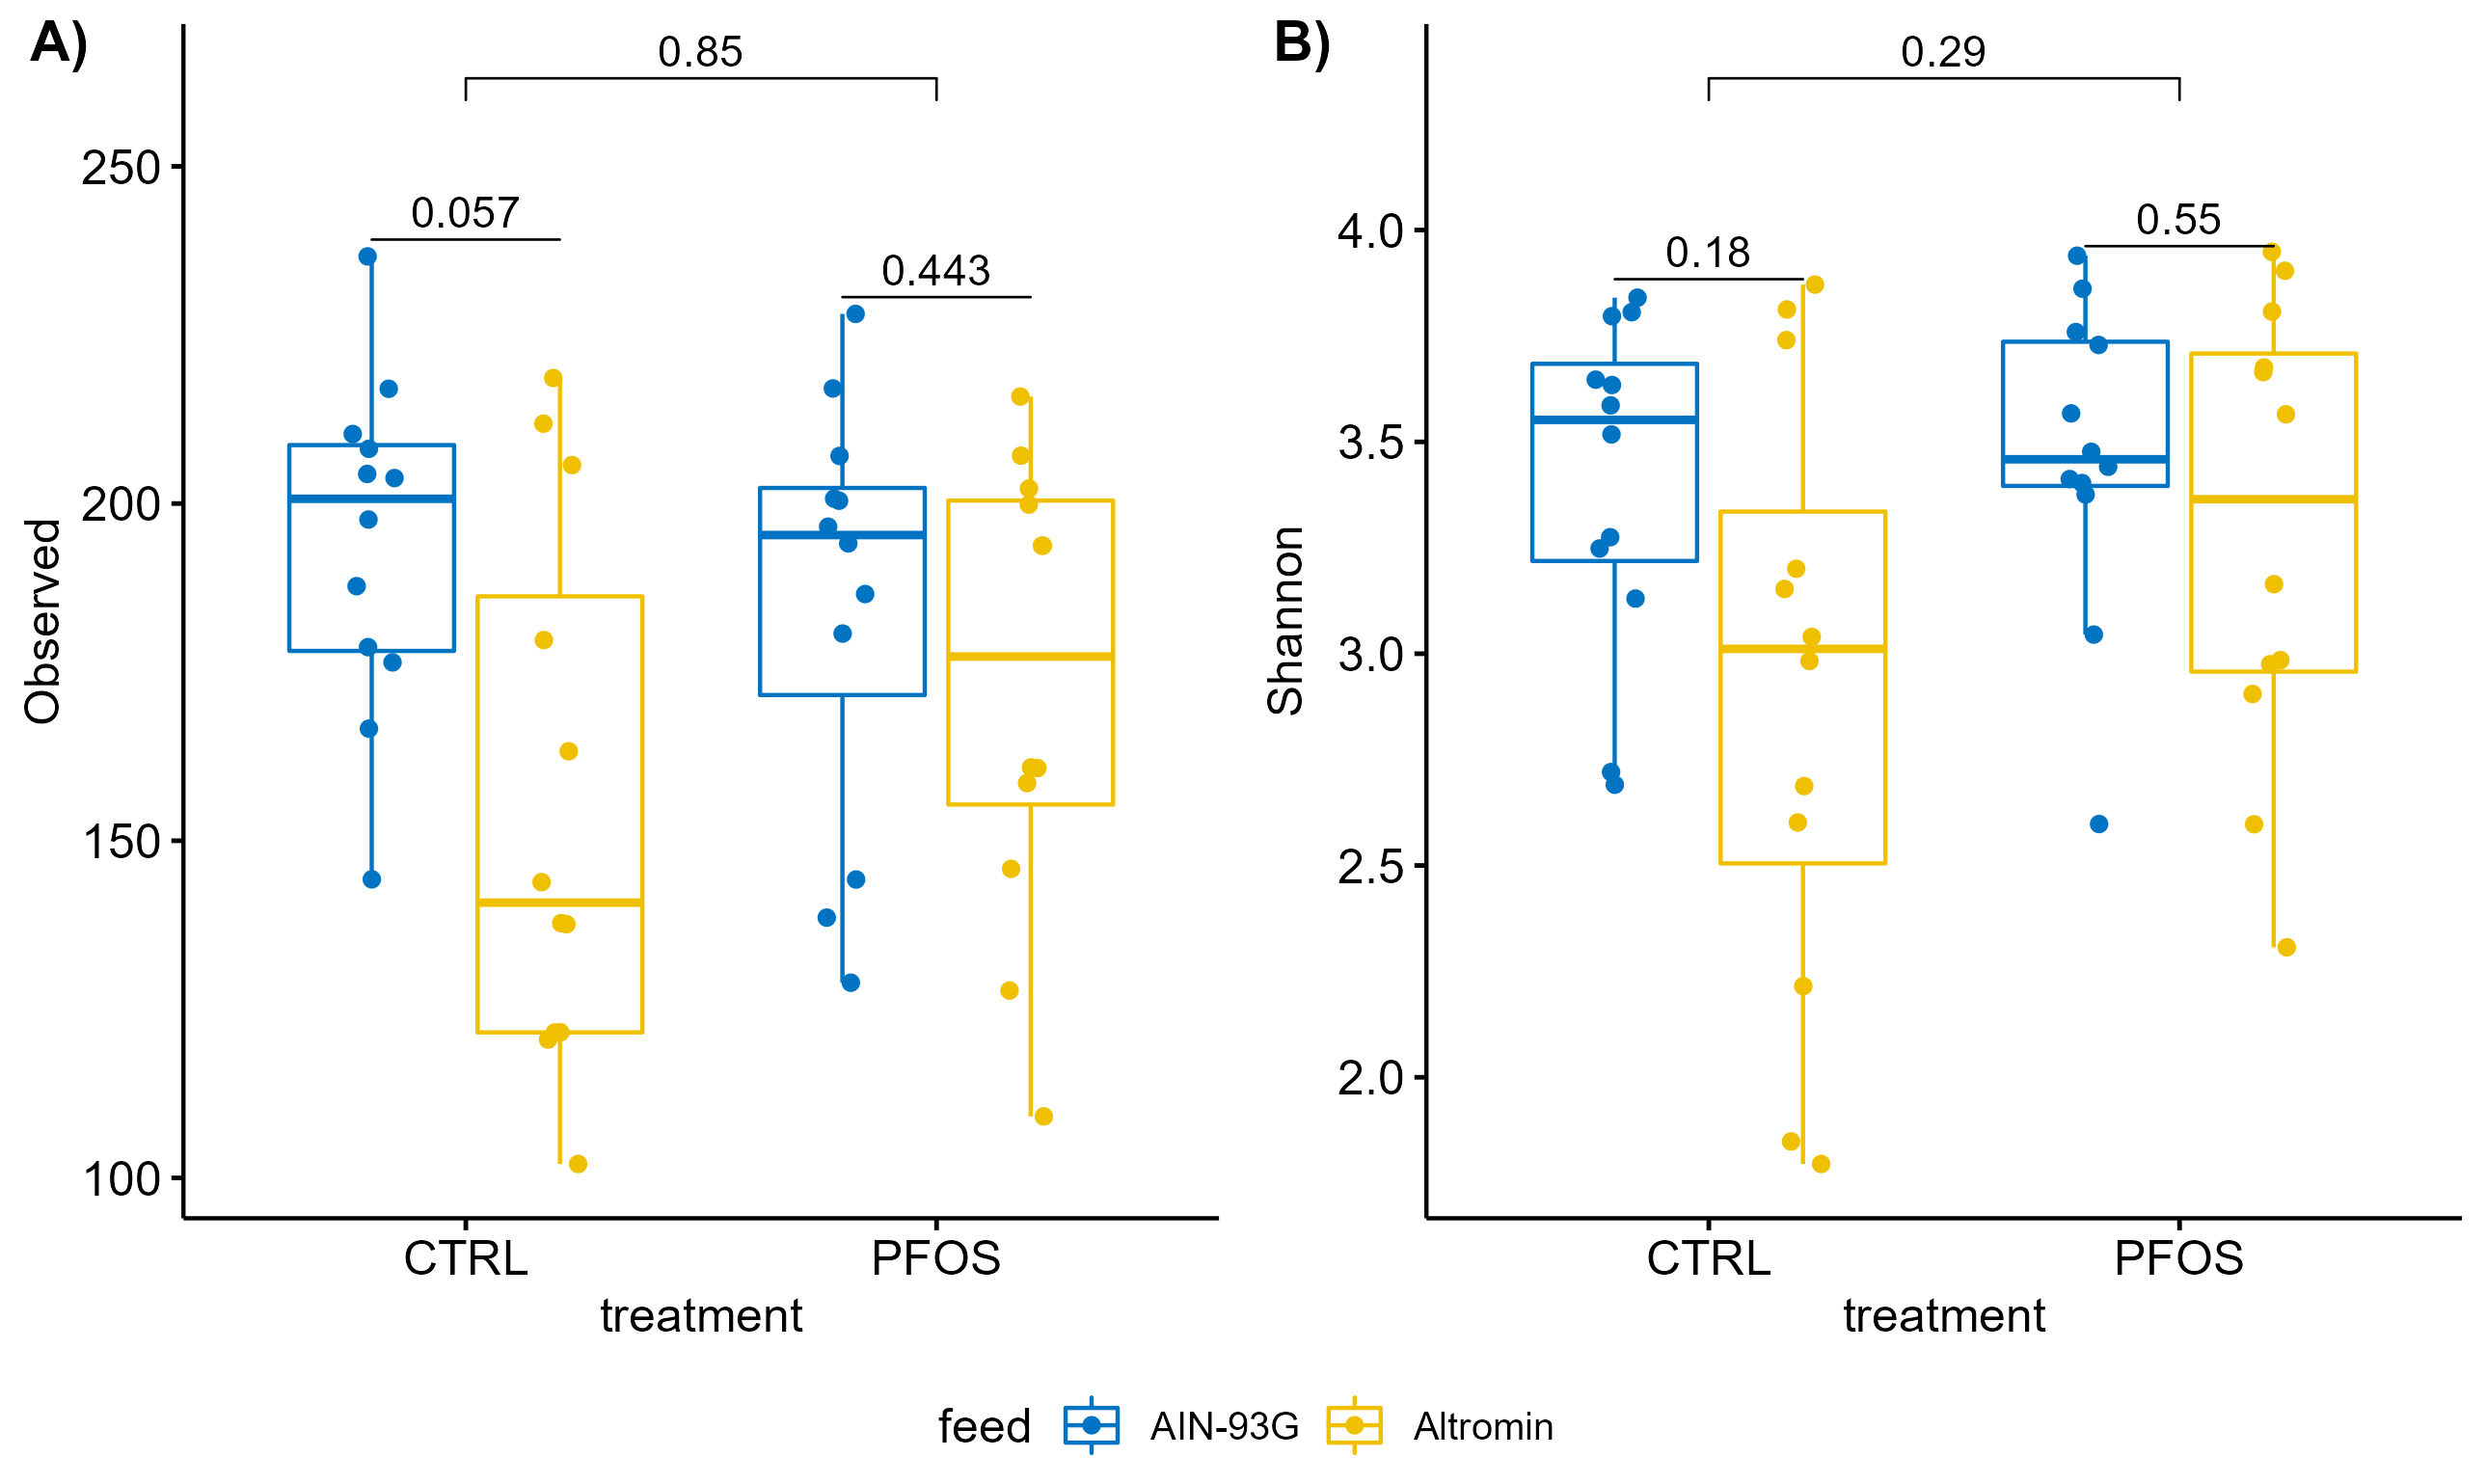 A)
0.85
250
0.057
0.443
200
150
100
Observed
CTRL
PFOS
treatment
B)
0.29
4.0
0.18
0.55
3.5
3.0
2.5
2.0
Shannon
CTRL
PFOS
treatment
feed AIN-93G Altromin